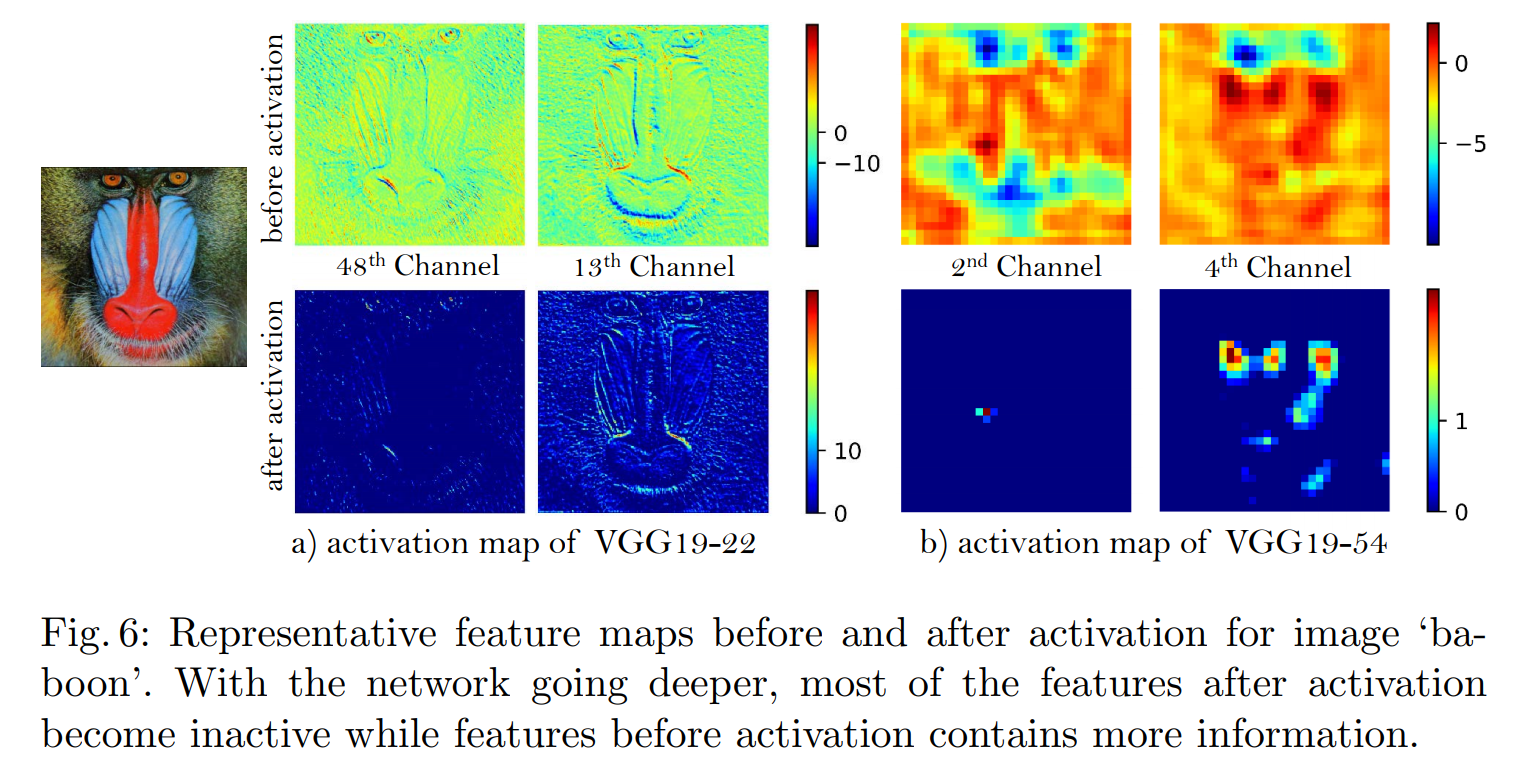 before activation
after activation
48th Channel
13th Channel
0
−10
2nd Channel
4th Channel
0
−5
10
0
1
0
a) activation map of VGG19-22
b) activation map of VGG19-54
Fig. 6: Representative feature maps before and after activation for image ‘ba-
boon’. With the network going deeper, most of the features after activation
become inactive while features before activation contains more information.